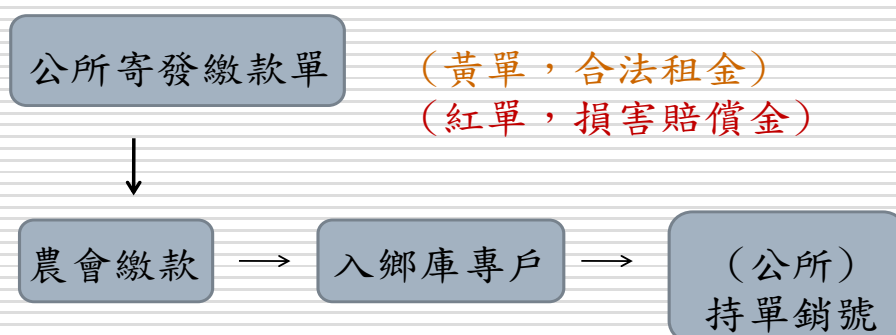 公所寄發繳款單
（黃單，合法租金）
（紅單，損害賠償金）
農會繳款
入鄉庫專戶
（公所）
持單銷號